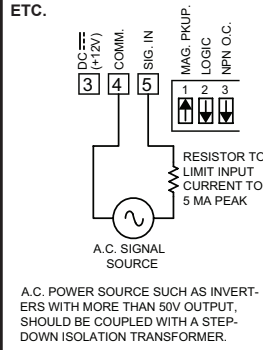 ETC.
DC
(+12V)
COMM.
SIG. IN
MAG. PKUP.
LOGIC
NPN O.C.
3 4 5
1 2 3
RESISTOR TO
LIMIT INPUT
CURRENT TO
5 MA PEAK
A.C. SIGNAL
SOURCE
A.C. POWER SOURCE SUCH AS INVERT-
ERS WITH MORE THAN 50V OUTPUT,
SHOULD BE COUPLED WITH A STEP-
DOWN ISOLATION TRANSFORMER.